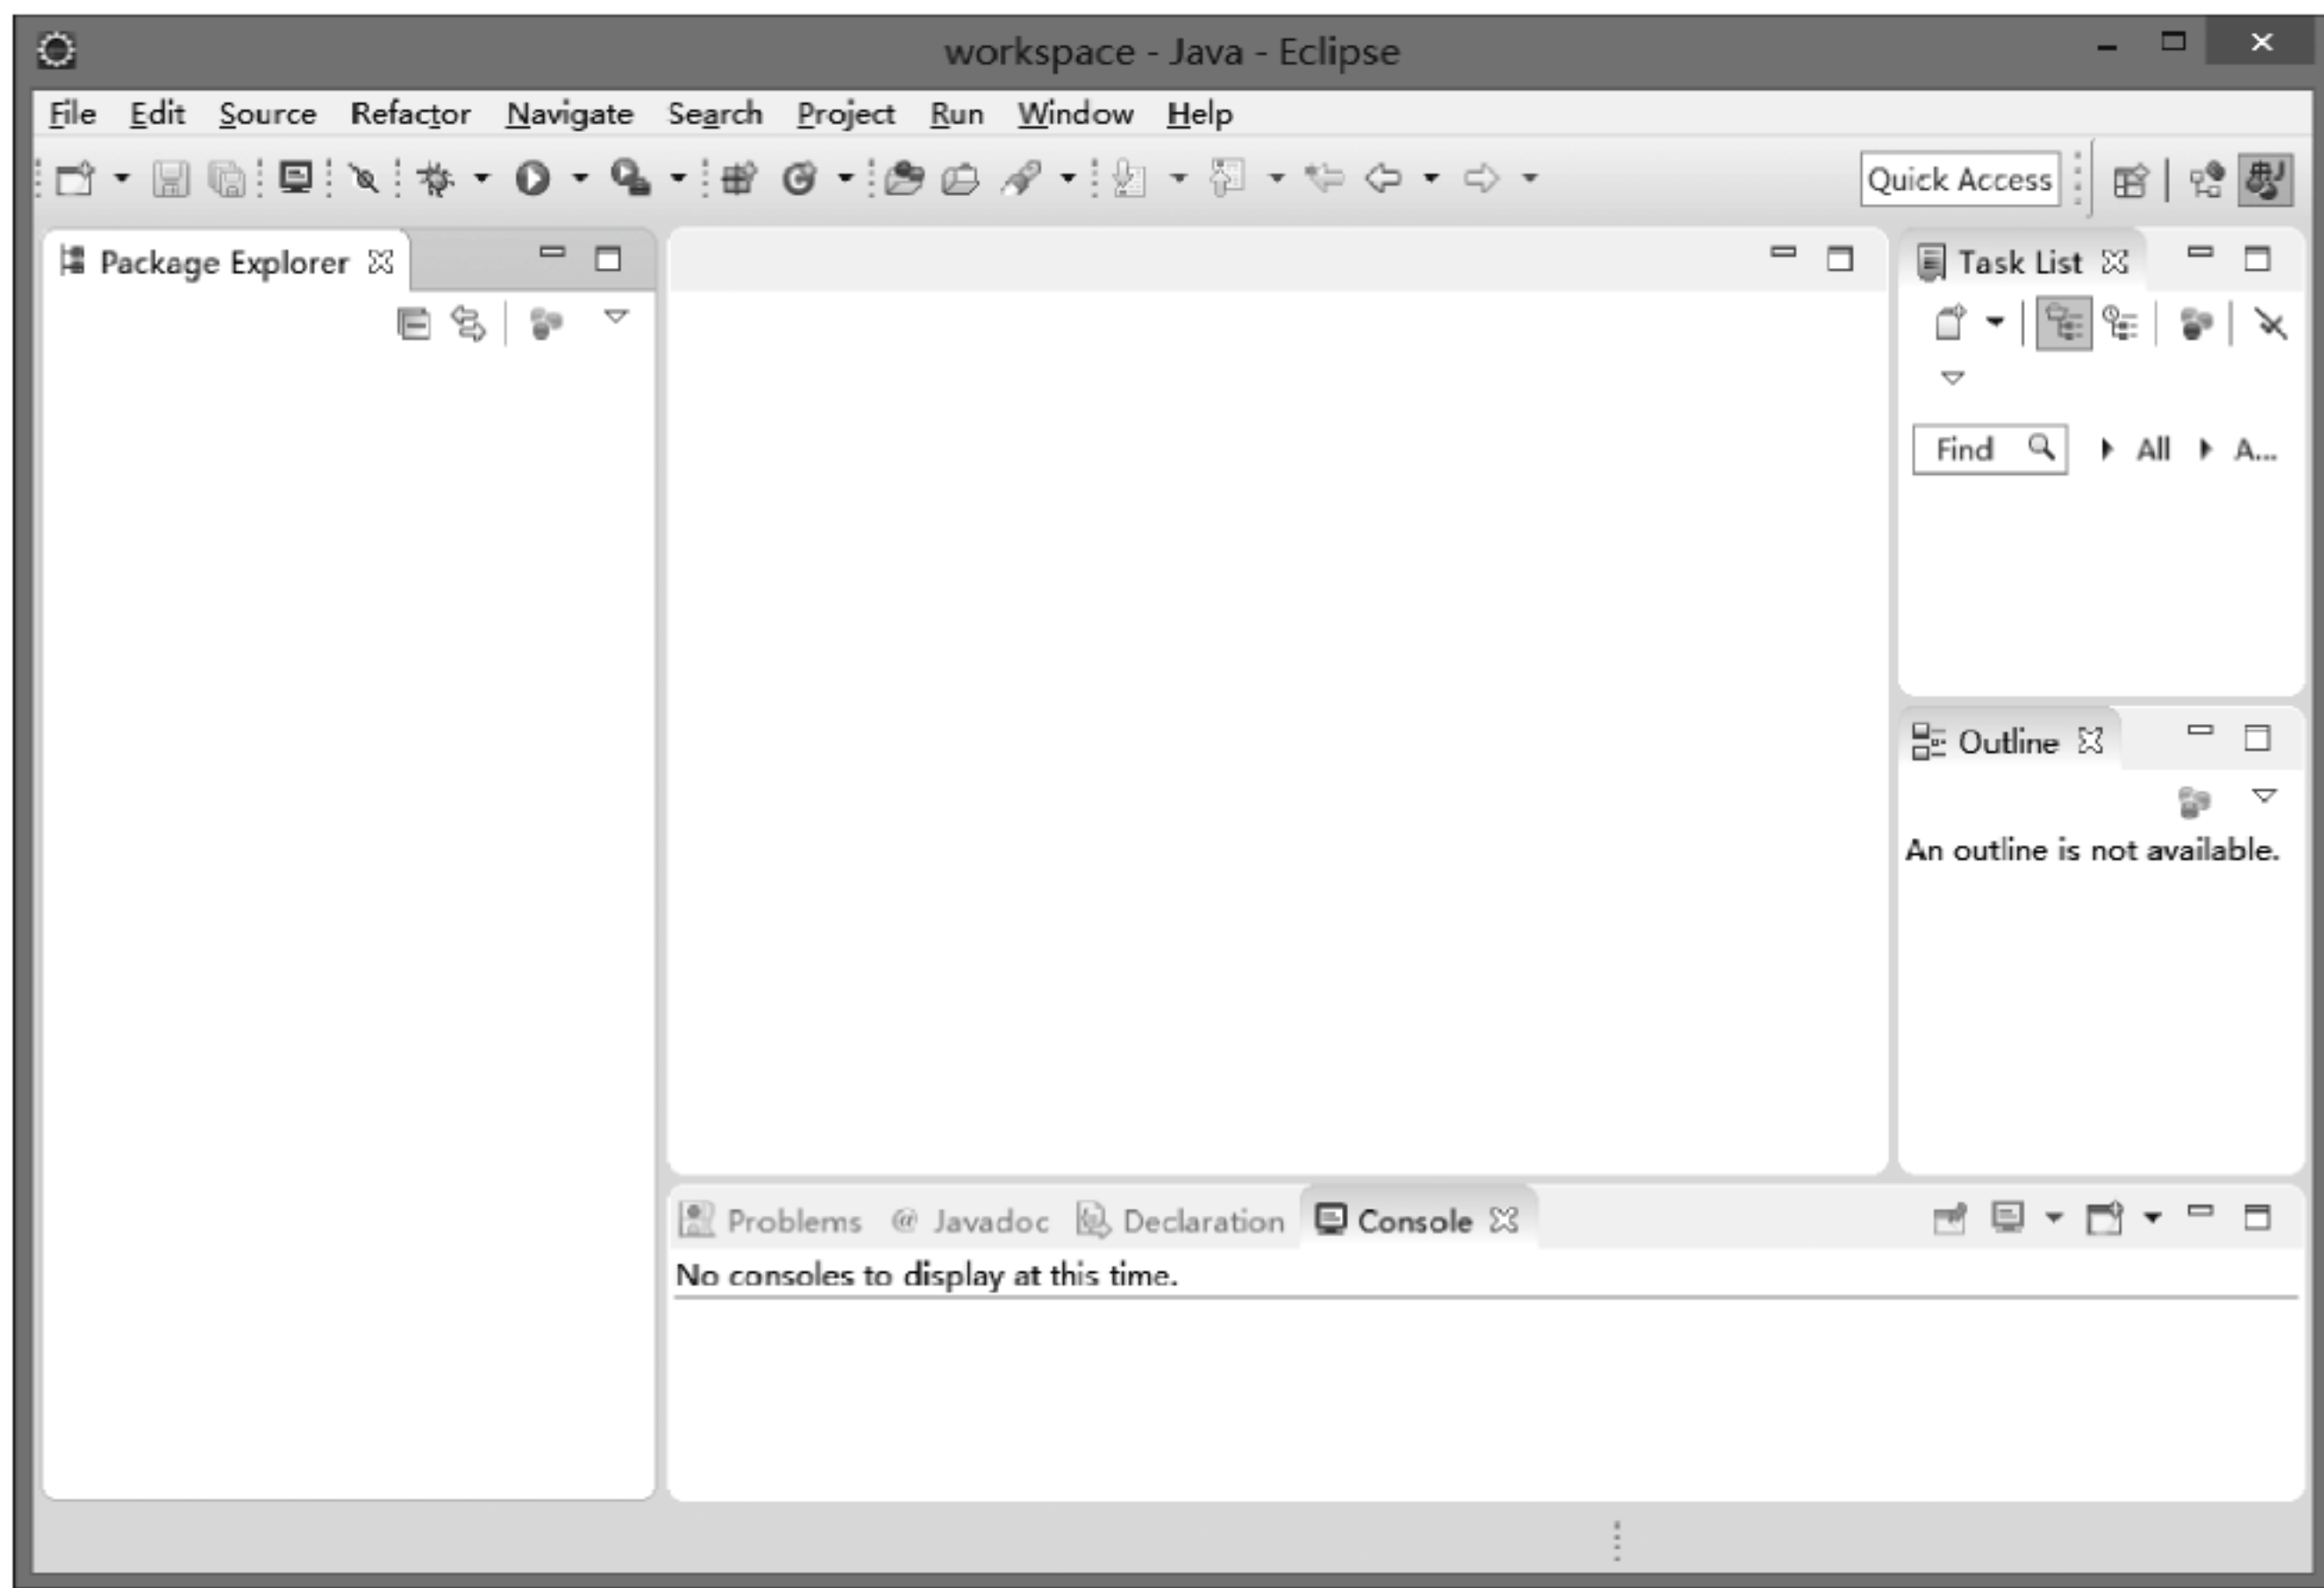 workspace - Java - Eclipse
File Edit Source Refactor Navigate Search Project Run Window Help
Quick Access
Package Explorer
Task List
Find All A...
Outline
An outline is not available.
Problems @ Javadoc Declaration Console
No consoles to display at this time.